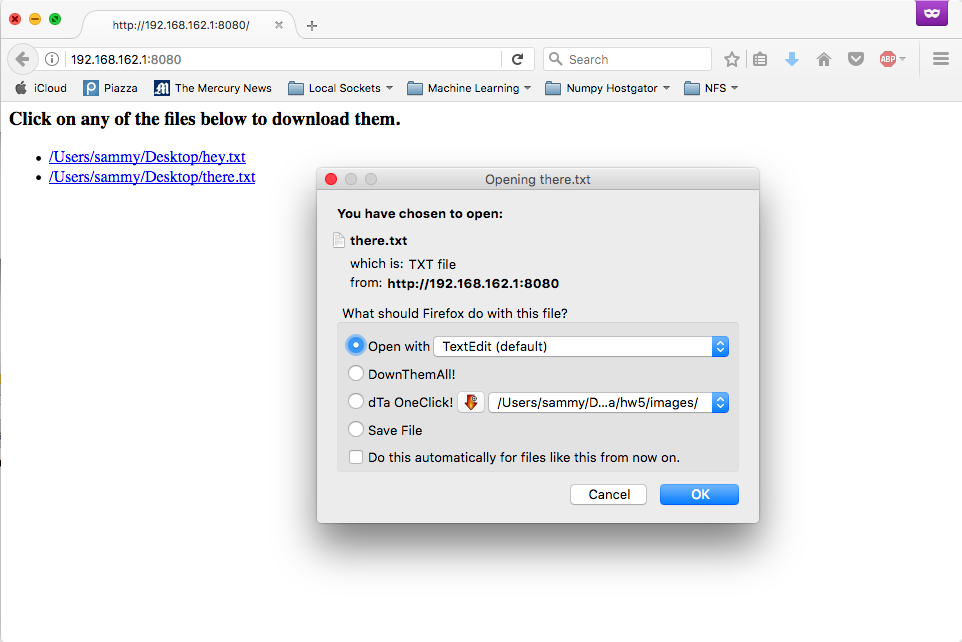 http://192.168.162.1:8080/
192.168.162.1:8080
Search
ABP
iCloud
Piazza
The Mercury News
Local Sockets
Machine Learning
Numpy Hostgator
NFS
Click on any of the files below to download them.
/Users/sammy/Desktop/hey.txt
/Users/sammy/Desktop/there.txt
Opening there.txt
You have chosen to open:
there.txt
which is: TXT file
from: http://192.168.162.1:8080
What should Firefox do with this file?
Open with TextEdit (default)
DownThemAll!
dTa OneClick! /Users/sammy/D...a/hw5/images/
Save File
Do this automatically for files like this from now on.
Cancel OK